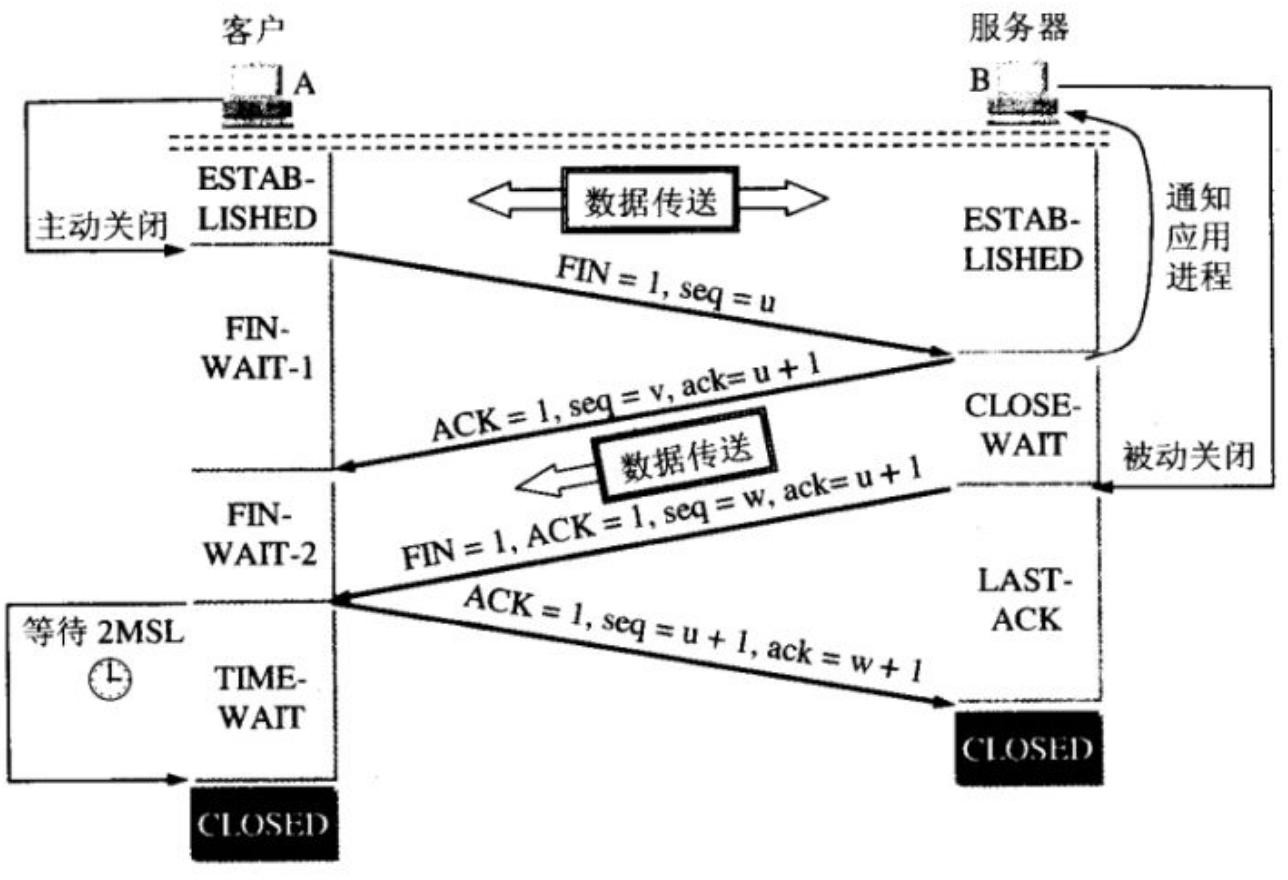 客户
服务器
A
B
ESTAB-
LISHED
数据传送
主动关闭
ESTAB-
LISHED
通知
应用
进程
FIN = 1, seq = u
FIN-
WAIT-1
ACK = 1, seq = v, ack= u + 1
CLOSE-
WAIT
数据传送
被动关闭
FIN-
WAIT-2
FIN = 1, ACK = 1, seq = w, ack= u + 1
ACK = 1, seq = u + 1, ack = w + 1
LAST-
ACK
等待 2MSL
TIME-
WAIT
CLOSED
CLOSED